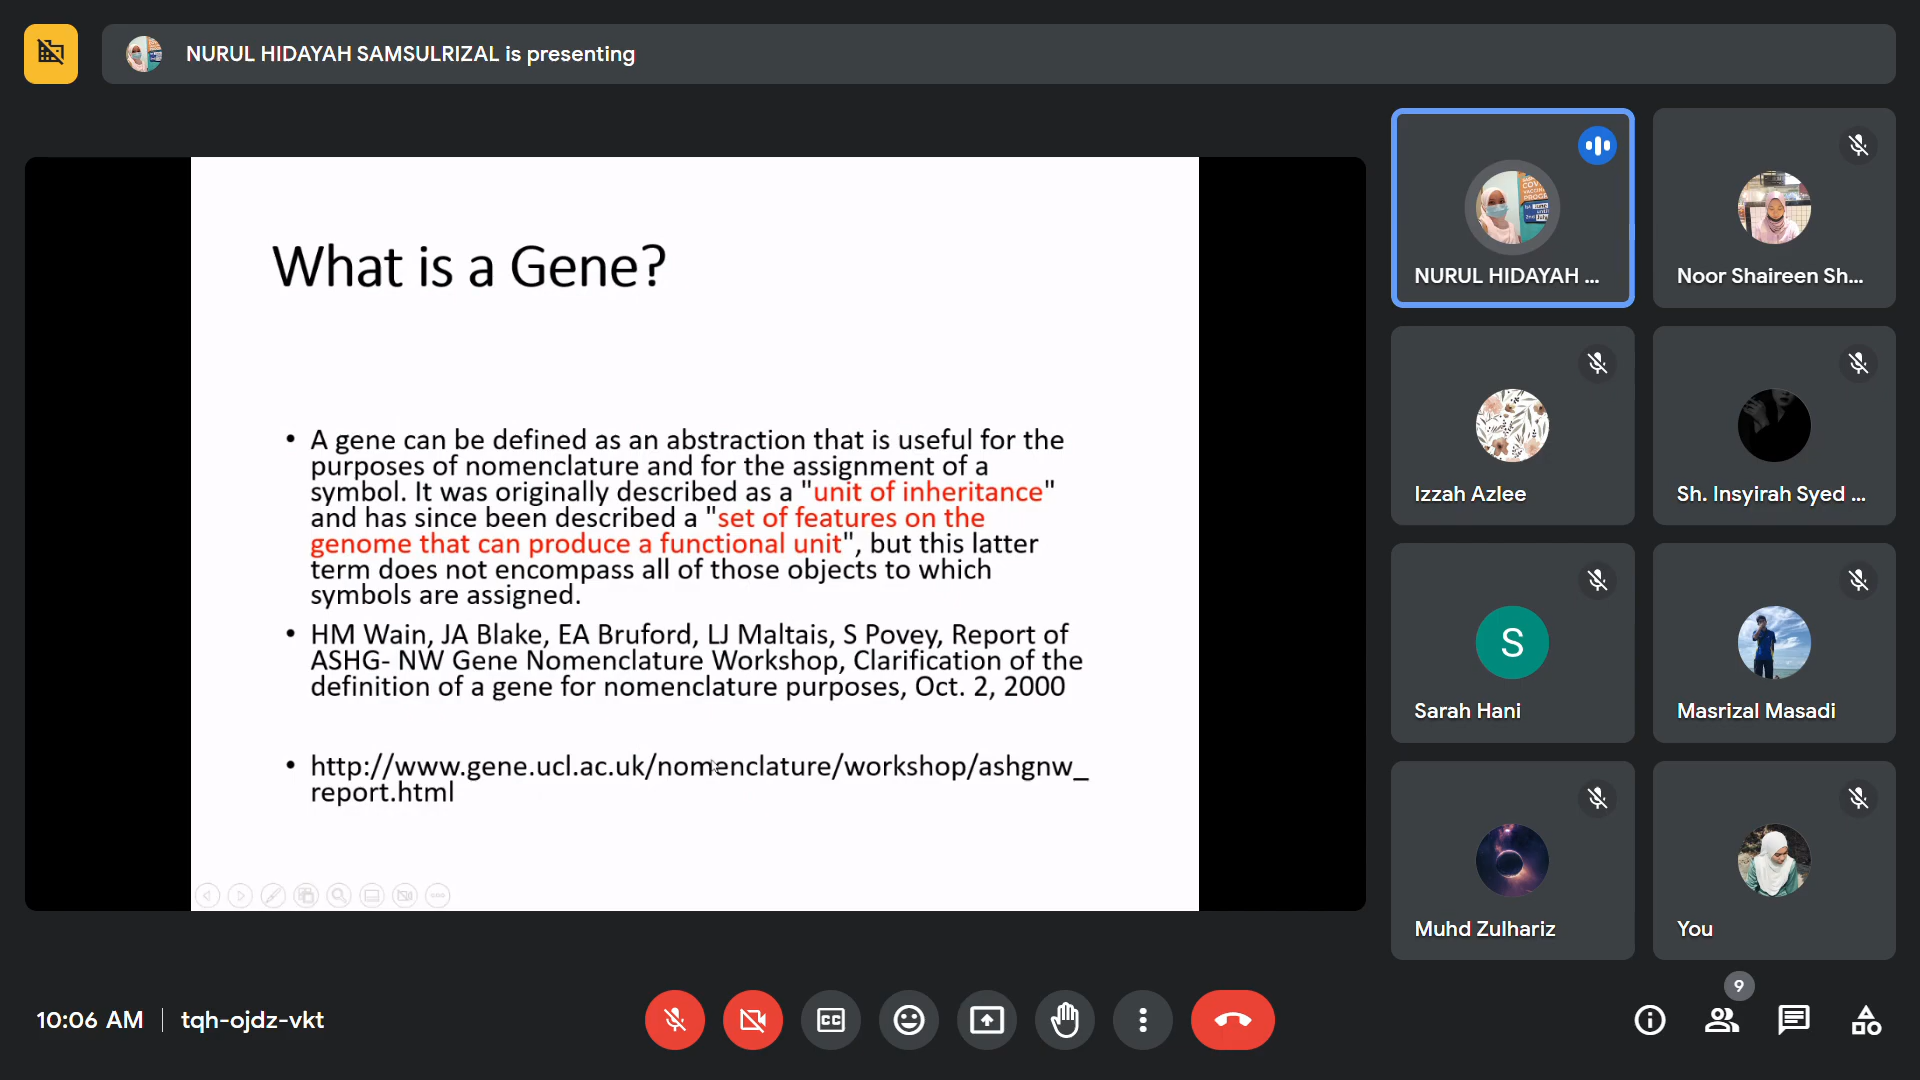 NURUL HIDAYAH SAMSULRIZAL is presenting
What is a Gene?
• A gene can be defined as an abstraction that is useful for the
purposes of nomenclature and for the assignment of a
symbol. It was originally described as a "unit of inheritance"
and has since been described a "set of features on the
genome that can produce a functional unit", but this latter
term does not encompass all of those objects to which
symbols are assigned.
• HM Wain, JA Blake, EA Bruford, LJ Maltais, S Povey, Report of
ASHG- NW Gene Nomenclature Workshop, Clarification of the
definition of a gene for nomenclature purposes, Oct. 2, 2000
• http://www.gene.ucl.ac.uk/nomenclature/workshop/ashgnw_
report.html
NURUL HIDAYAH ...
Noor Shaireen Sh...
Izzah Azlee
Sh. Insyirah Syed ...
S
Sarah Hani
Masrizal Masadi
Muhd Zulhariz
You
10:06 AM | tqh-ojdz-vkt
CC
9